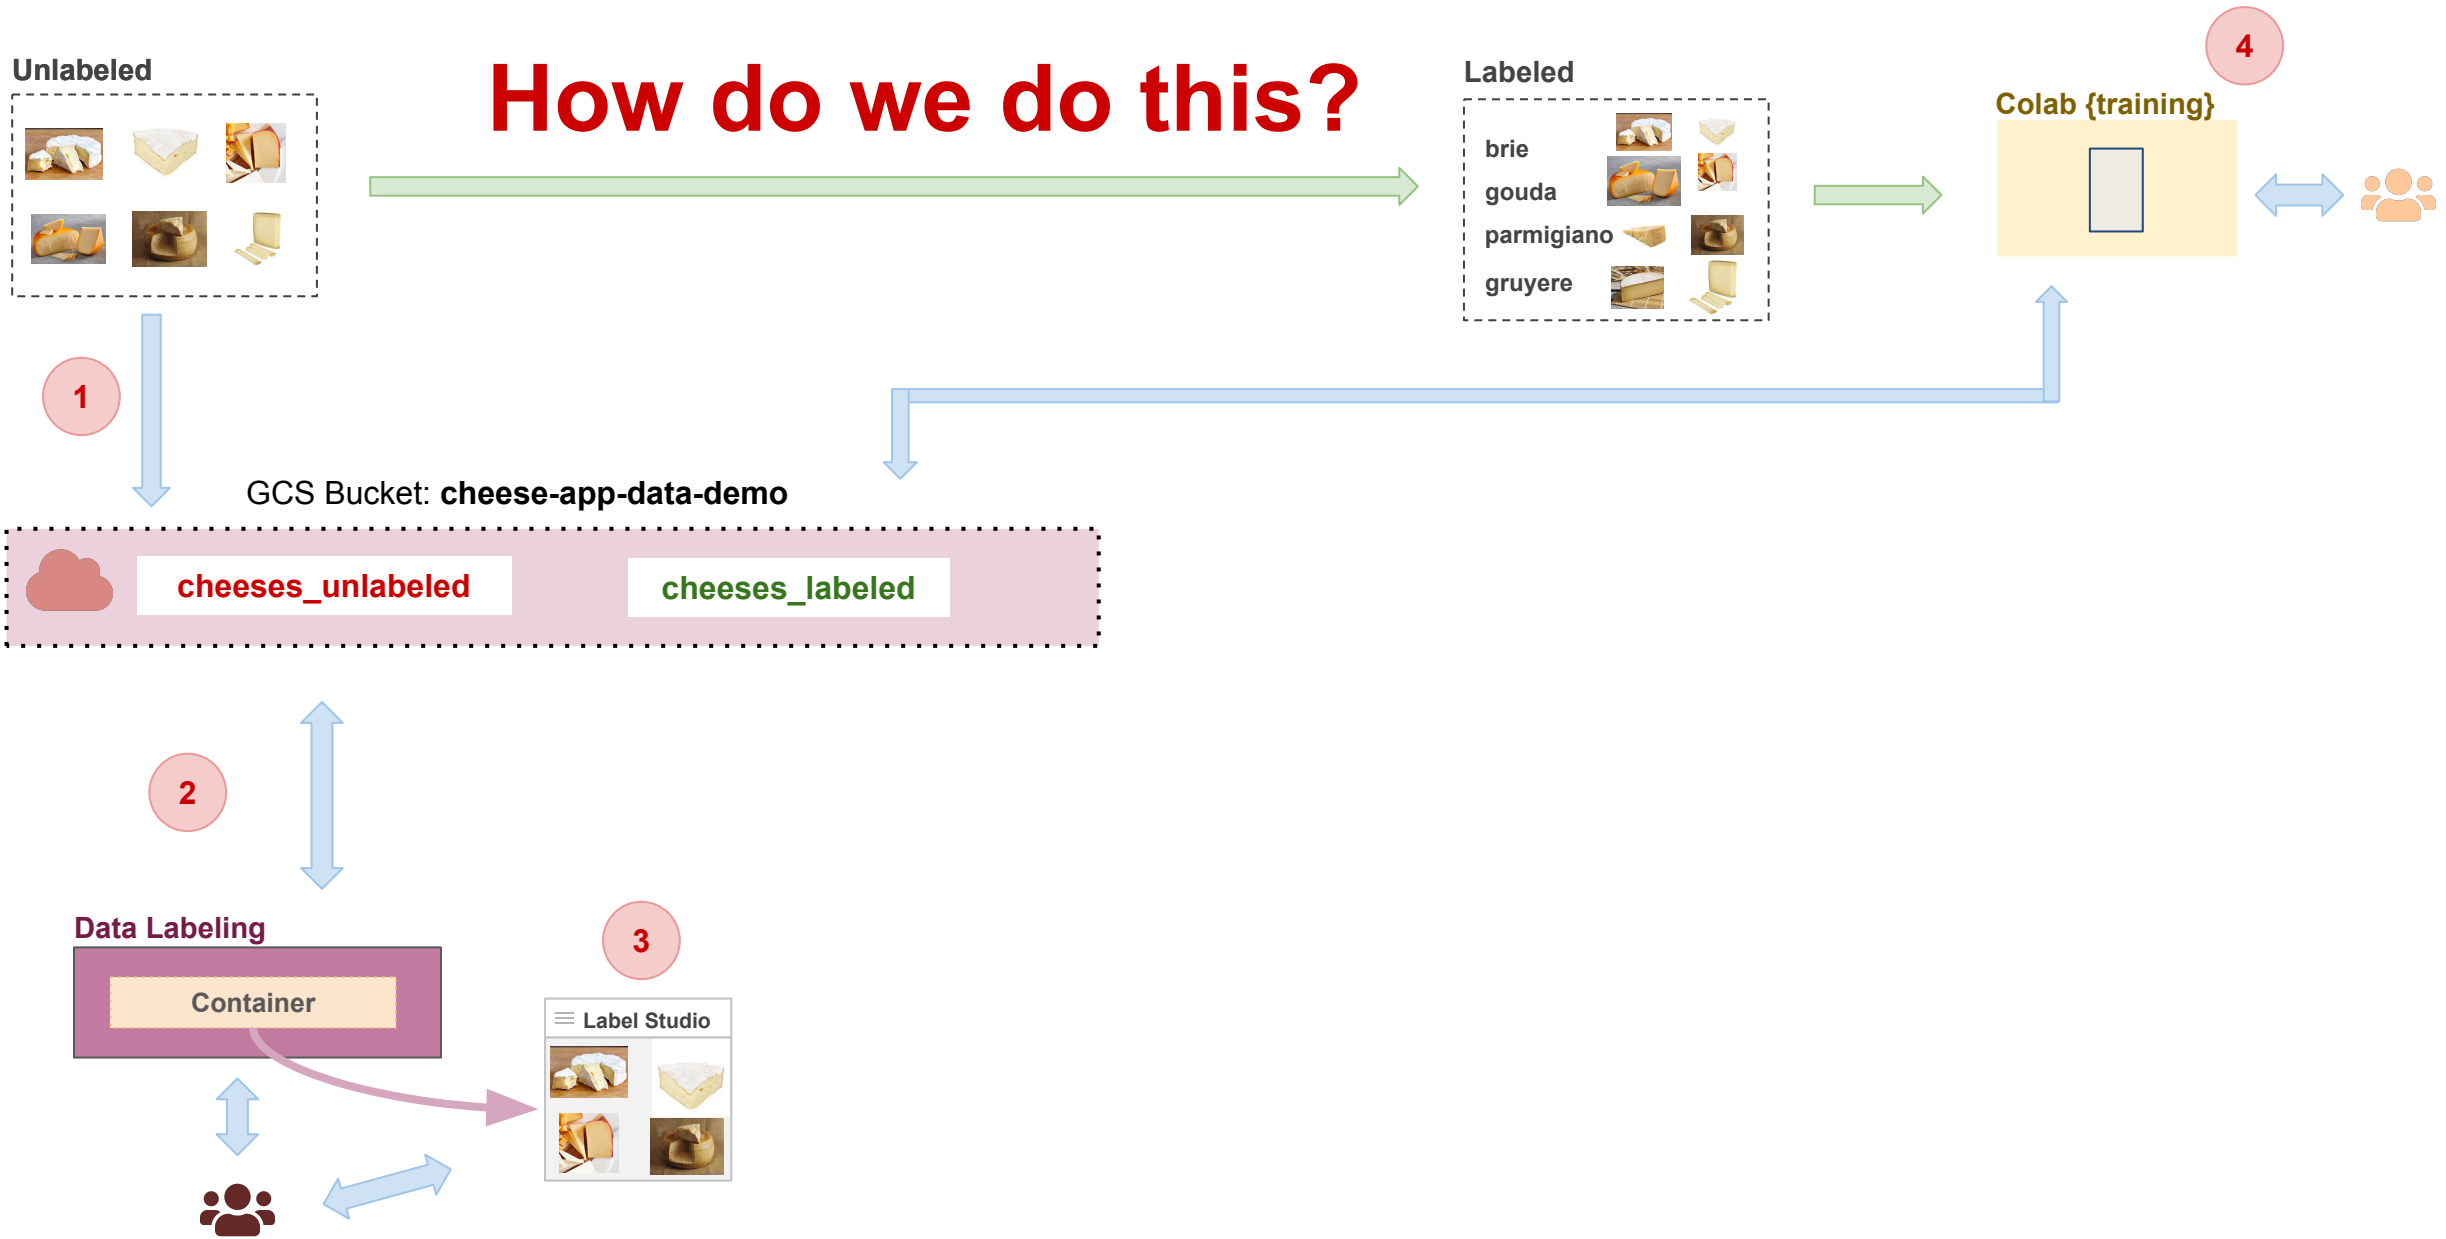 How do we do this?
Unlabeled
Labeled
brie
gouda
parmigiano
gruyere
4
Colab {training}
1
GCS Bucket: cheese-app-data-demo
cheeses_unlabeled
cheeses_labeled
2
Data Labeling
Container
3
Label Studio